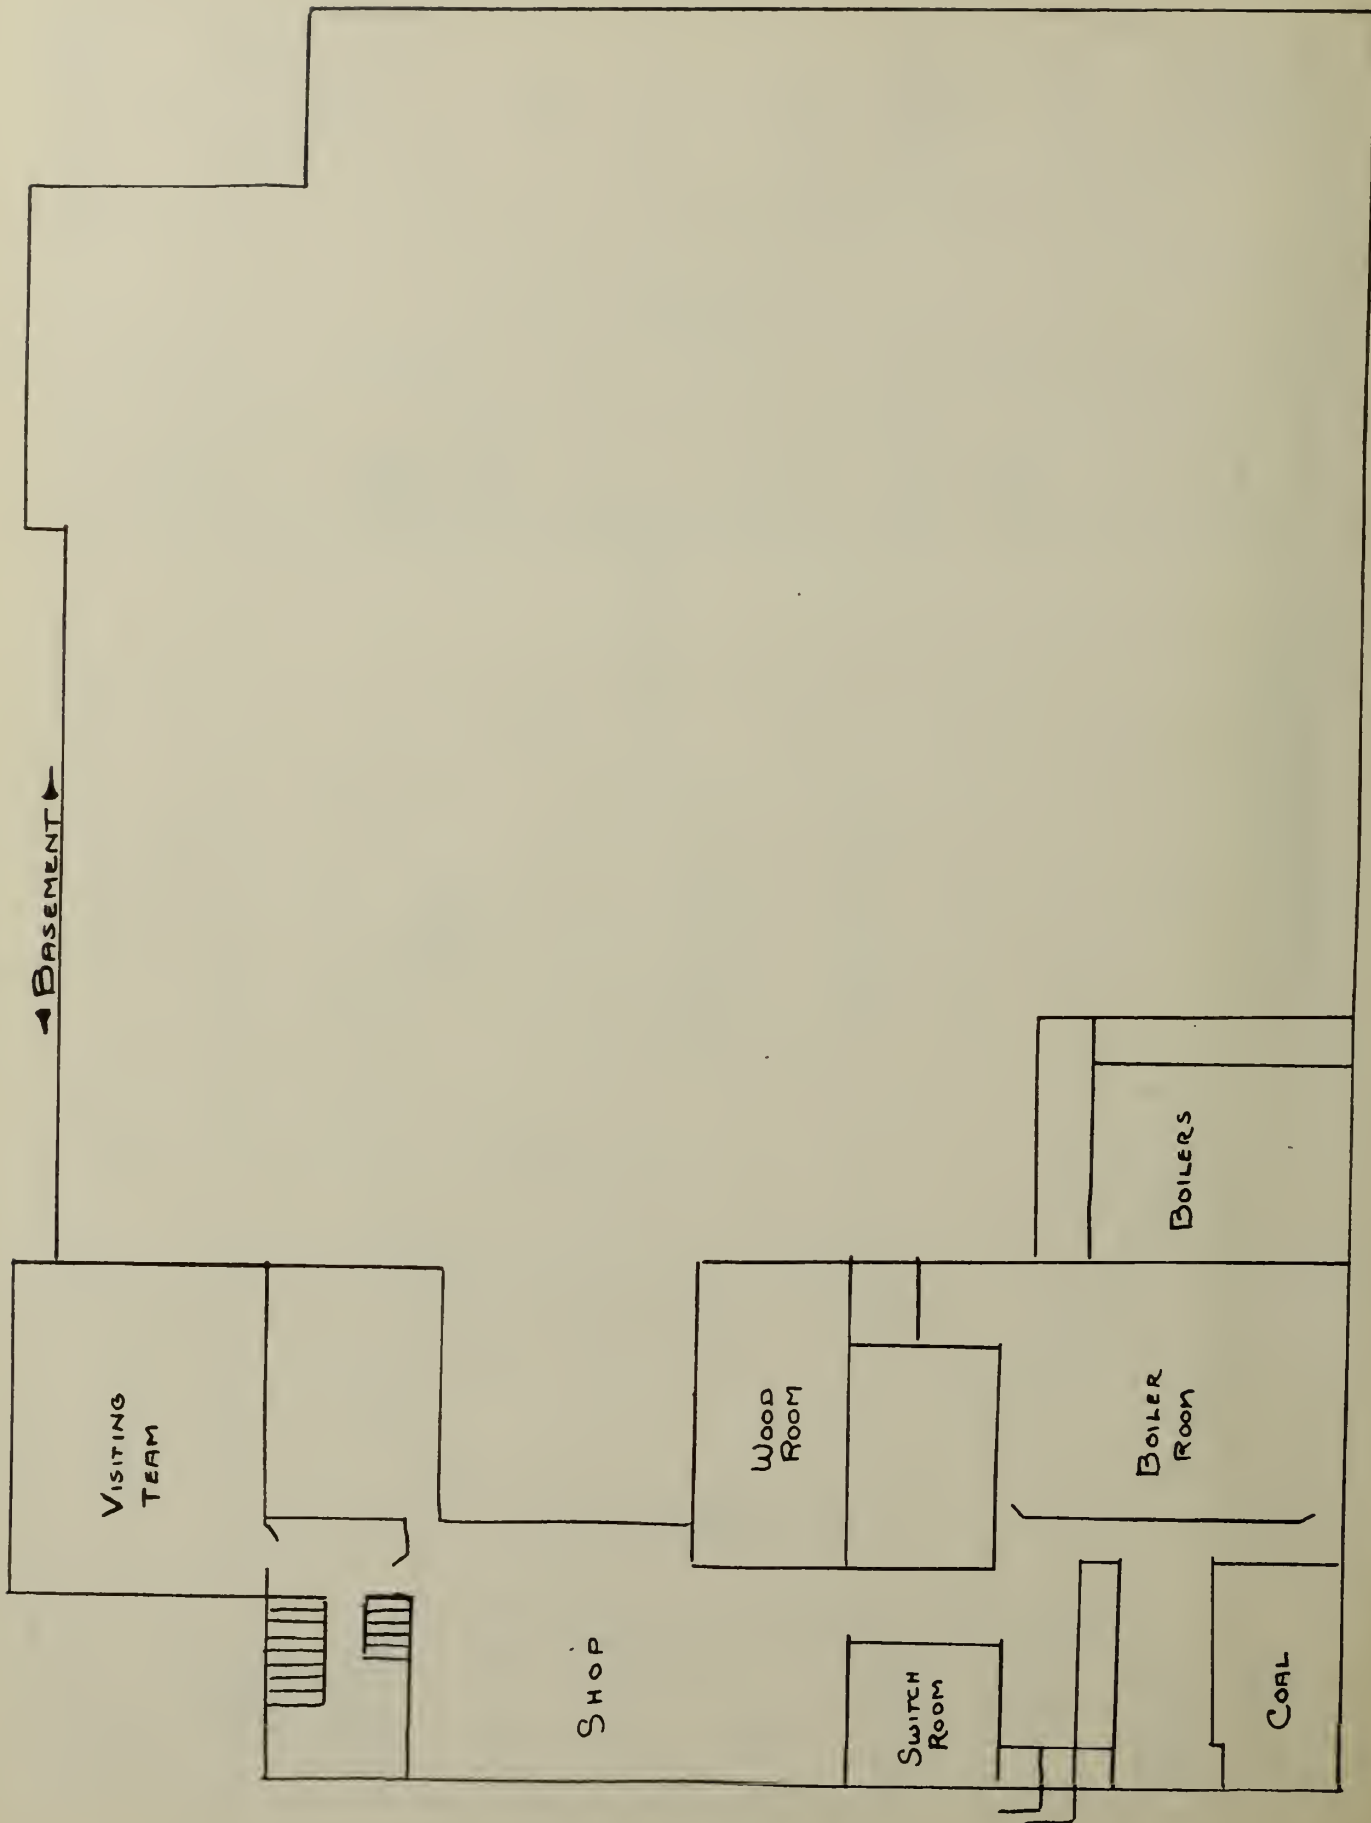 BASEMENT
VISITING
TEAM
SHOP
WOOD
ROOM
SWITCH
ROOM
BOILER
ROOM
BOILERS
COAL